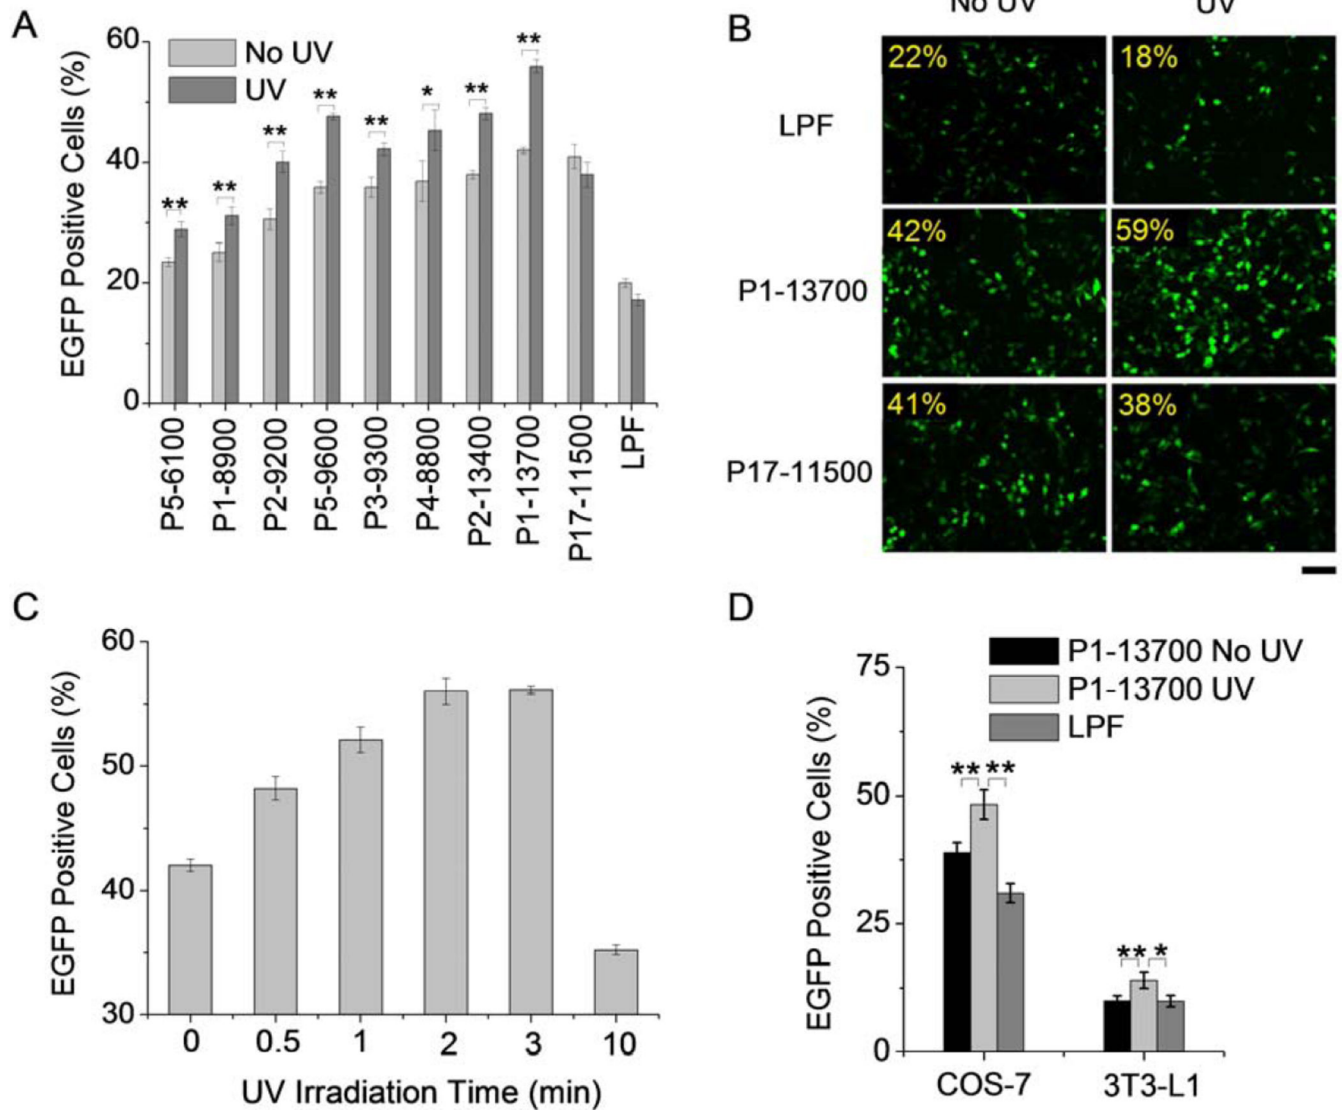 A
60
40
20
0
EGFP Positive Cells (%)
No UV
UV
**
**
**
**
**
*
**
**
P5-6100
P1-8900
P2-9200
P5-9600
P3-9300
P4-8800
P2-13400
P1-13700
P17-11500
LPF
B
No UV UV
LPF
22% 18%
P1-13700
42% 59%
P17-11500
41% 38%
C
60
50
40
30
EGFP Positive Cells (%)
0 0.5 1 2 3 10
UV Irradiation Time (min)
D
75
50
25
0
EGFP Positive Cells (%)
P1-13700 No UV
P1-13700 UV
LPF
** **
** *
COS-7 3T3-L1